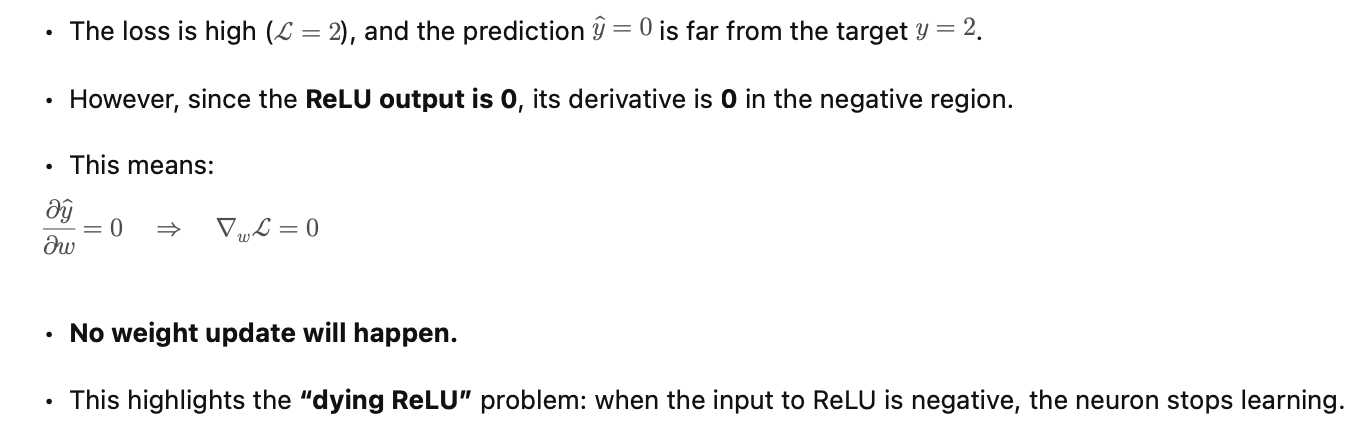 • The loss is high (ℒ = 2), and the prediction ŷ = 0 is far from the target y = 2.
• However, since the ReLU output is 0, its derivative is 0 in the negative region.
• This means:
∂ŷ/∂w = 0 ⇒ ∇_w ℒ = 0
• No weight update will happen.
• This highlights the “dying ReLU” problem: when the input to ReLU is negative, the neuron stops learning.